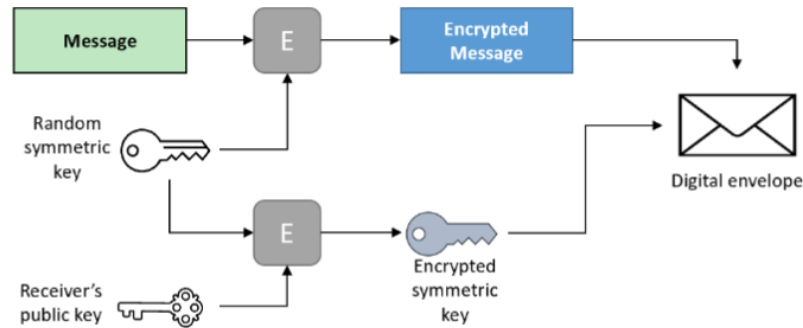 Message
E
Encrypted
Message
Random
symmetric
key
Digital envelope
E
Encrypted
symmetric
key
Receiver's
public key